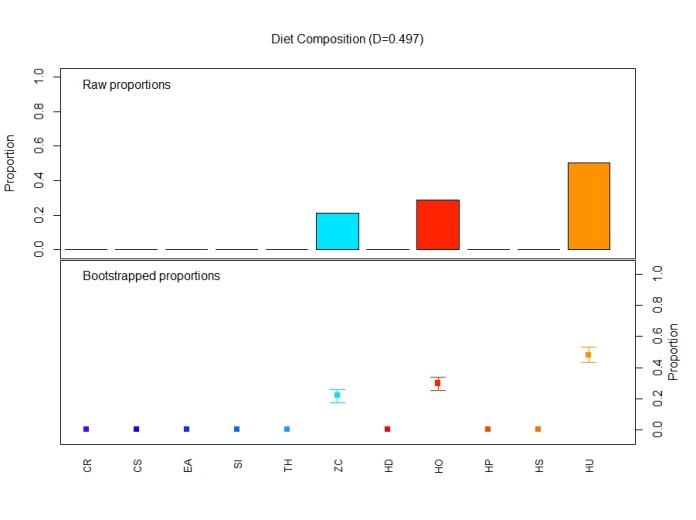 Diet Composition (D=0.497)
Raw proportions
Proportion
1.0
0.8
0.6
0.4
0.2
0.0
Bootstrapped proportions
1.0
0.8
0.6
0.4
0.2
0.0
Proportion
CR CS EA SI TH ZC HD HO HP HS HU